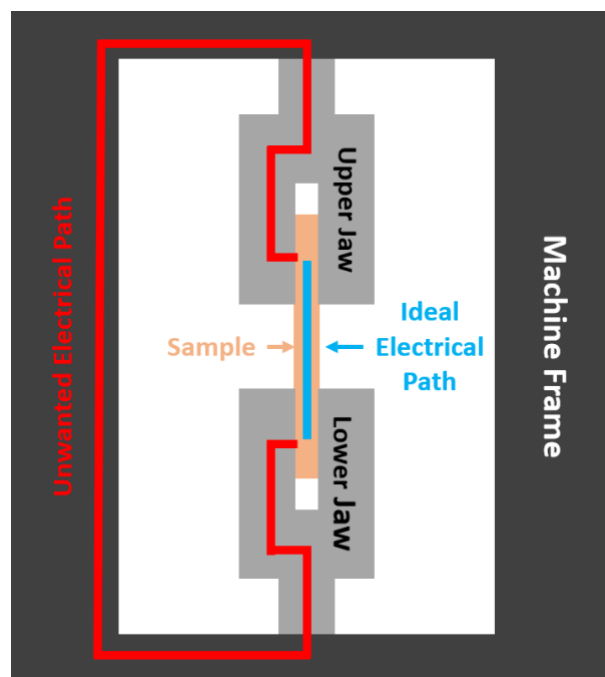 Unwanted Electrical Path
Upper Jaw
Sample
Ideal
Electrical
Path
Lower Jaw
Machine Frame